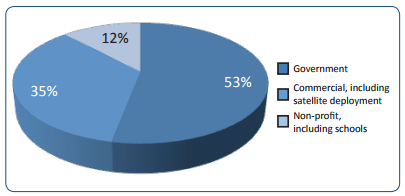 12%
35%
53%
Government
Commercial, including
satellite deployment
Non-profit,
including schools